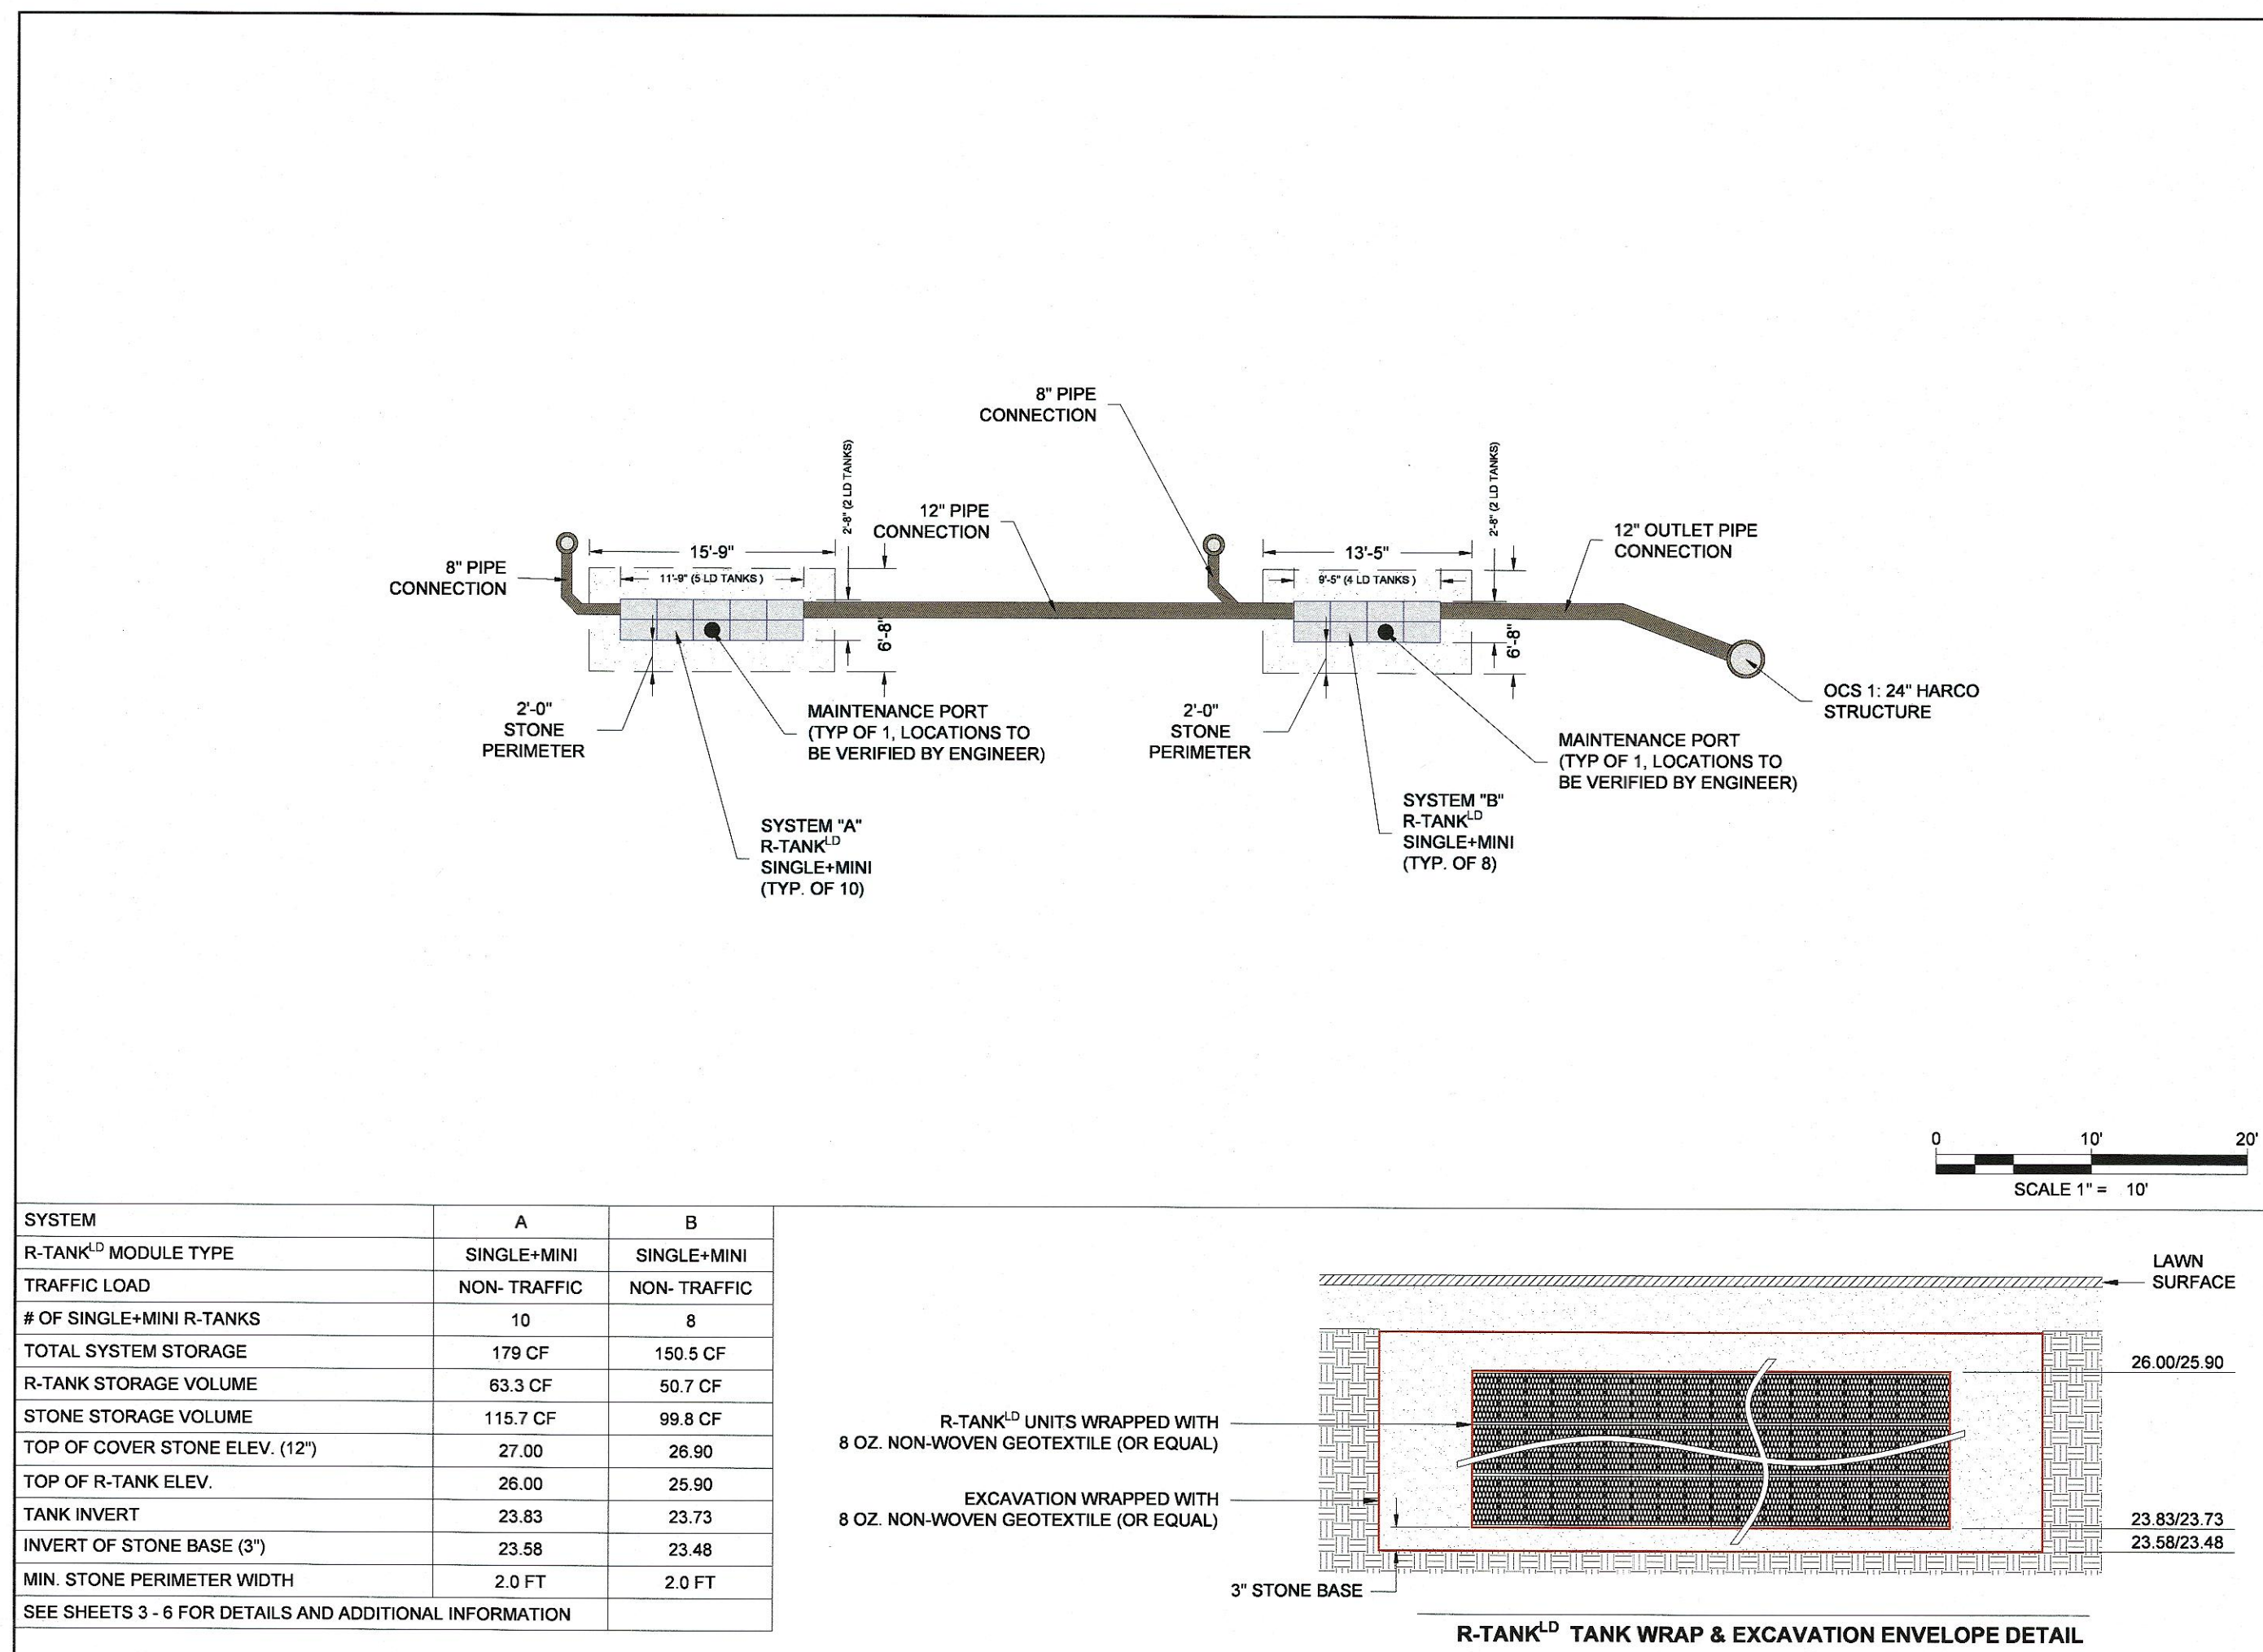 8" PIPE
CONNECTION
2'-8" (2 LD TANKS)
2'-8" (2 LD TANKS)
12" PIPE
CONNECTION
12" OUTLET PIPE
CONNECTION
15'-9"
13'-5"
8" PIPE
CONNECTION
11'-9" (5 LD TANKS )
9'-5" (4 LD TANKS )
6'-8"
6'-8"
2'-0"
STONE
PERIMETER
MAINTENANCE PORT
(TYP OF 1, LOCATIONS TO
BE VERIFIED BY ENGINEER)
2'-0"
STONE
PERIMETER
OCS 1: 24" HARCO
STRUCTURE
MAINTENANCE PORT
(TYP OF 1, LOCATIONS TO
BE VERIFIED BY ENGINEER)
SYSTEM "A"
R-TANK^LD
SINGLE+MINI
(TYP. OF 10)
SYSTEM "B"
R-TANK^LD
SINGLE+MINI
(TYP. OF 8)
0 10' 20'
SCALE 1" = 10'
SYSTEM A B
R-TANK^LD MODULE TYPE SINGLE+MINI SINGLE+MINI
TRAFFIC LOAD NON- TRAFFIC NON- TRAFFIC
# OF SINGLE+MINI R-TANKS 10 8
TOTAL SYSTEM STORAGE 179 CF 150.5 CF
R-TANK STORAGE VOLUME 63.3 CF 50.7 CF
STONE STORAGE VOLUME 115.7 CF 99.8 CF
TOP OF COVER STONE ELEV. (12") 27.00 26.90
TOP OF R-TANK ELEV. 26.00 25.90
TANK INVERT 23.83 23.73
INVERT OF STONE BASE (3") 23.58 23.48
MIN. STONE PERIMETER WIDTH 2.0 FT 2.0 FT
SEE SHEETS 3 - 6 FOR DETAILS AND ADDITIONAL INFORMATION
LAWN
SURFACE
26.00/25.90
R-TANK^LD UNITS WRAPPED WITH
8 OZ. NON-WOVEN GEOTEXTILE (OR EQUAL)
EXCAVATION WRAPPED WITH
8 OZ. NON-WOVEN GEOTEXTILE (OR EQUAL)
23.83/23.73
23.58/23.48
3" STONE BASE
R-TANK^LD TANK WRAP & EXCAVATION ENVELOPE DETAIL